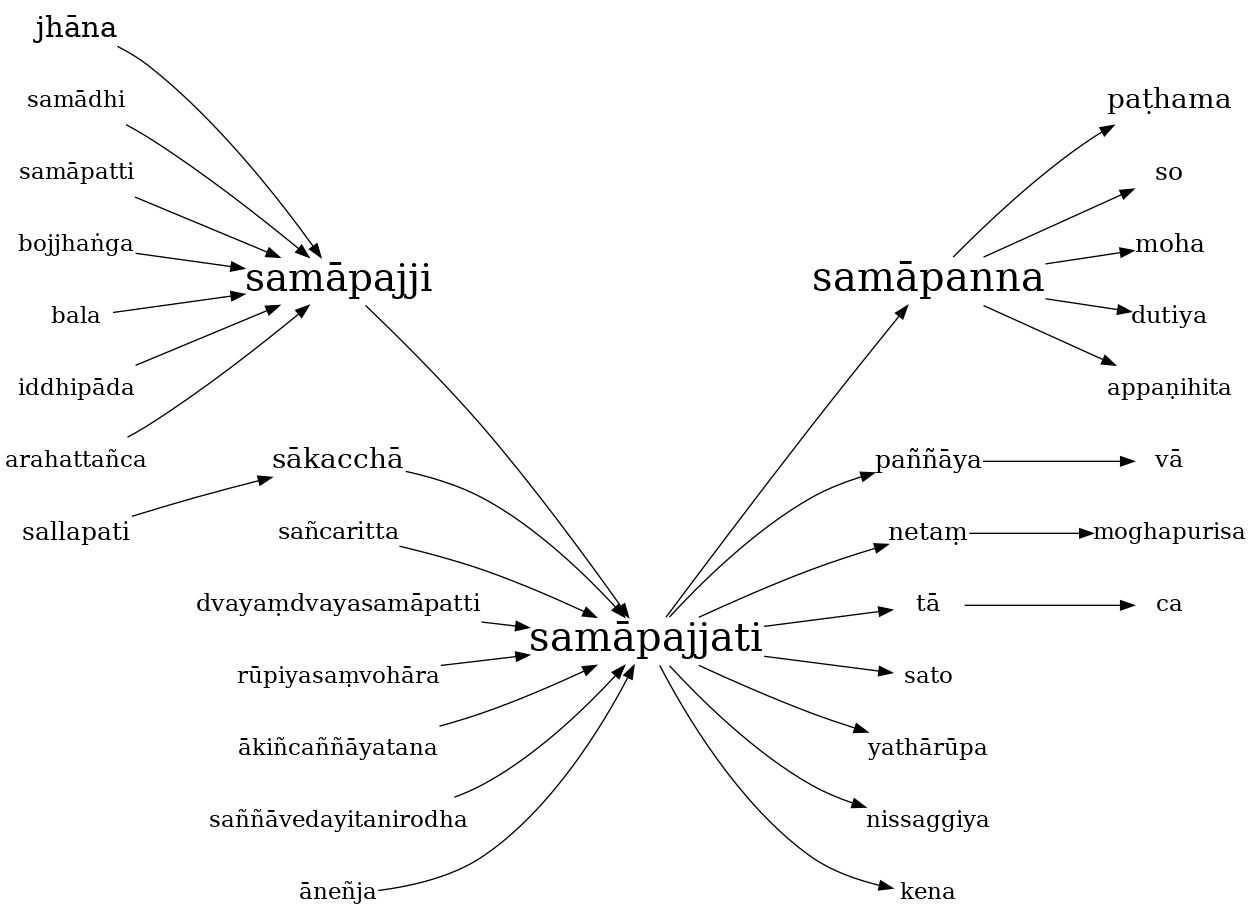 jhāna
samādhi
paṭhama
samāpatti
so
bojjhaṅga
moha
samāpajji
samāpanna
bala
dutiya
iddhipāda
appaṇihita
arahattañca
sākacchā
paññāya
vā
sallapati
sañcaritta
netaṃ
moghapurisa
dvayaṃdvayasamāpatti
tā
ca
samāpajjati
rūpiyasaṃvohāra
sato
ākiñcaññāyatana
yathārūpa
saññāvedayitanirodha
nissaggiya
āneñja
kena